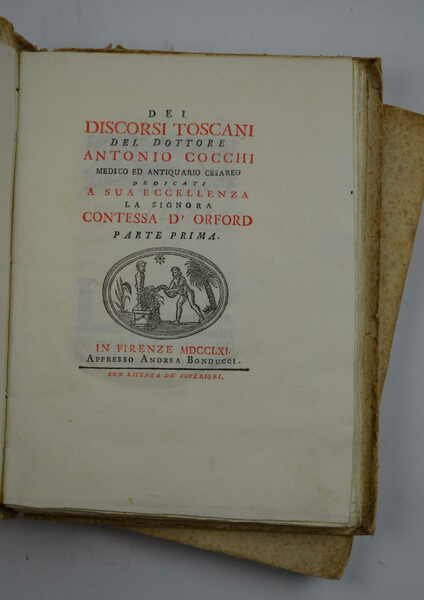 DEI
DISCORSI TOSCANI
DEL DOTTORE
ANTONIO COCCHI
MEDICO ED ANTIQUARIO CESAREO
DEDICATI
A SUA ECCELLENZA
LA SIGNORA
CONTESSA D' ORFORD
PARTE PRIMA.
IN FIRENZE MDCCLXI.
APPRESSO ANDREA BONDUCCI.
CON LICENZA DE' SUPERIORI.